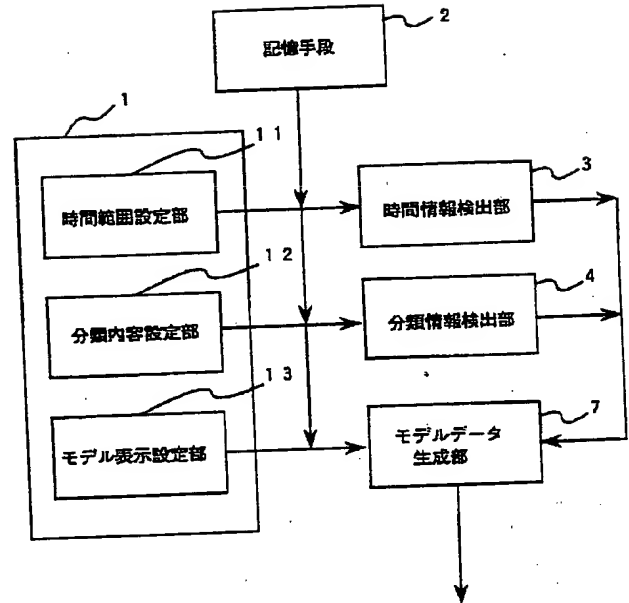 2
記憶手段
1
11
時間範囲設定部
3
時間情報検出部
12
分類内容設定部
4
分類情報検出部
13
モデル表示設定部
7
モデルデータ
生成部